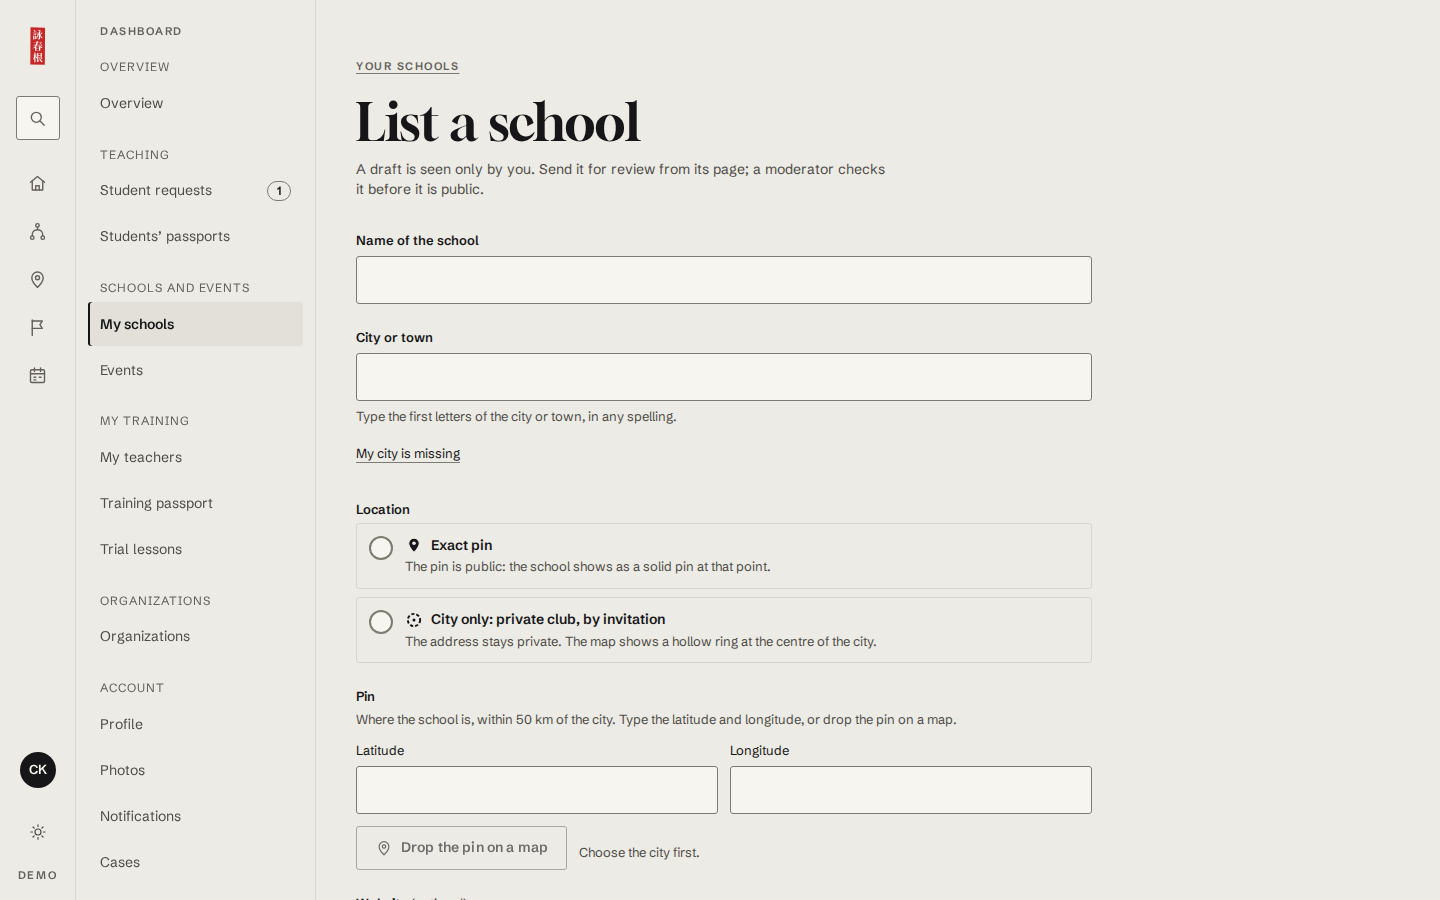 詠春根
DASHBOARD
OVERVIEW
Overview
TEACHING
Student requests 1
Students’ passports
SCHOOLS AND EVENTS
My schools
Events
MY TRAINING
My teachers
Training passport
Trial lessons
ORGANIZATIONS
Organizations
ACCOUNT
Profile
Photos
Notifications
Cases
CK
DEMO
YOUR SCHOOLS
List a school
A draft is seen only by you. Send it for review from its page; a moderator checks
it before it is public.
Name of the school
City or town
Type the first letters of the city or town, in any spelling.
My city is missing
Location
Exact pin
The pin is public: the school shows as a solid pin at that point.
City only: private club, by invitation
The address stays private. The map shows a hollow ring at the centre of the city.
Pin
Where the school is, within 50 km of the city. Type the latitude and longitude, or drop the pin on a map.
Latitude Longitude
Drop the pin on a map Choose the city first.